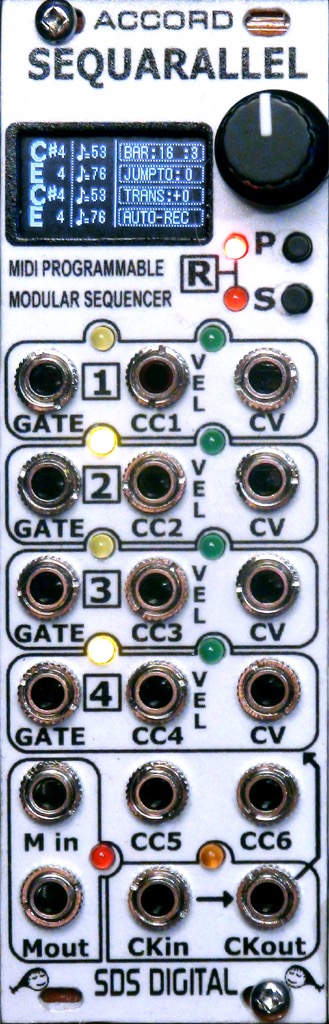 ACCORD
SEQUARALLEL
C#4 ♪=53 BAR:16 :3
E 4 ♪=76 JUMPTO: 0
C#4 ♪=53 TRANS:+0
E 4 ♪=76 AUTO-REC
MIDI PROGRAMMABLE
MODULAR SEQUENCER
R
P
S
1
GATE CC1 VEL CV
2
GATE CC2 VEL CV
3
GATE CC3 VEL CV
4
GATE CC4 VEL CV
M in CC5 CC6
Mout CKin CKout
SDS DIGITAL